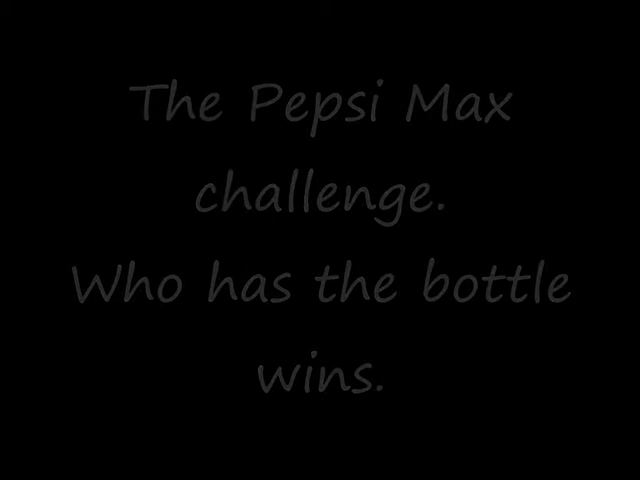 The Pepsi Max
challenge.
Who has the bottle
wins.